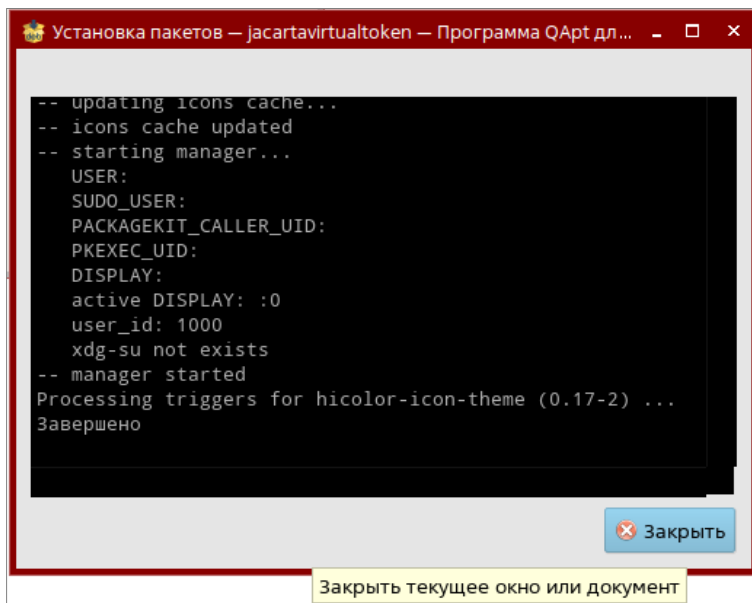 Установка пакетов — jacartavirtualtoken — Программа QApt дл...
-- updating icons cache...
-- icons cache updated
-- starting manager...
USER:
SUDO_USER:
PACKAGEKIT_CALLER_UID:
PKEXEC_UID:
DISPLAY:
active DISPLAY: :0
user_id: 1000
xdg-su not exists
-- manager started
Processing triggers for hicolor-icon-theme (0.17-2) ...
Завершено
Закрыть
Закрыть текущее окно или документ